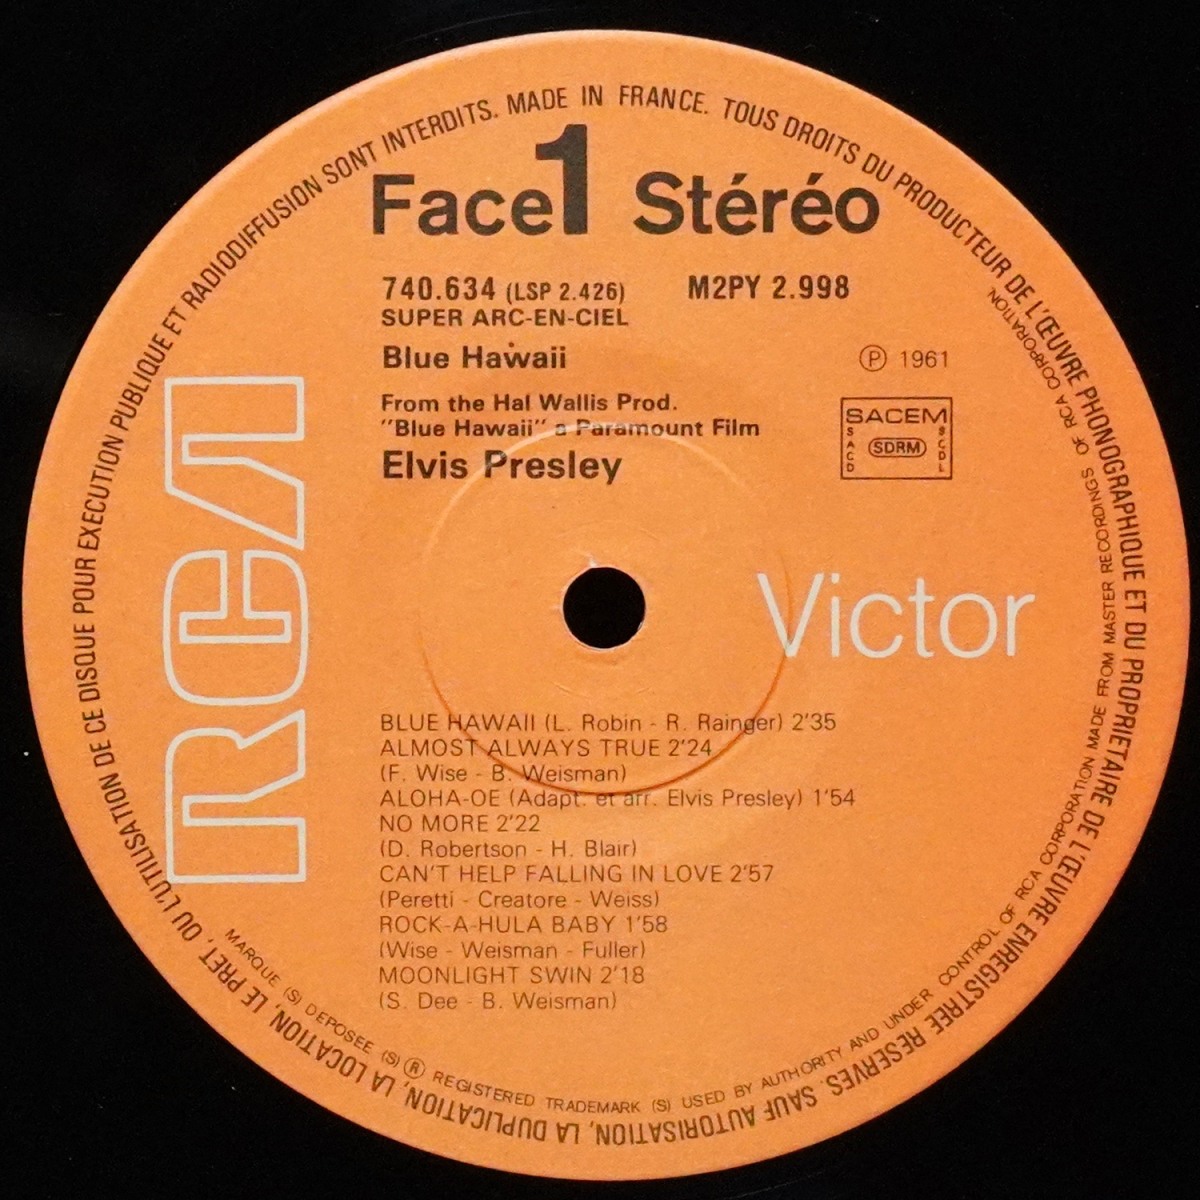 Face 1 Stéréo
740.634 (LSP 2.426) M2PY 2.998
SUPER ARC-EN-CIEL
Blue Hawaii
℗ 1961
From the Hal Wallis Prod.
"Blue Hawaii" a Paramount Film
Elvis Presley
SACEM
SACD
SDRM
SCDL
RCA
Victor
BLUE HAWAII (L. Robin - R. Rainger) 2'35
ALMOST ALWAYS TRUE 2'24
(F. Wise - B. Weisman)
ALOHA-OE (Adapt. et arr. Elvis Presley) 1'54
NO MORE 2'22
(D. Robertson - H. Blair)
CAN'T HELP FALLING IN LOVE 2'57
(Peretti - Creatore - Weiss)
ROCK-A-HULA BABY 1'58
(Wise - Weisman - Fuller)
MOONLIGHT SWIN 2'18
(S. Dee - B. Weisman)
MADE IN FRANCE. TOUS DROITS DU PRODUCTEUR DE L'ŒUVRE PHONOGRAPHIQUE ET DU PROPRIETAIRE DE L'ŒUVRE ENREGISTREE RESERVES. SAUF AUTORISATION, LA DUPLICATION, LA LOCATION, LE PRET, OU L'UTILISATION DE CE DISQUE POUR EXECUTION PUBLIQUE ET RADIODIFFUSION SONT INTERDITS.
MARQUE (S) DEPOSEE (S) ® REGISTERED TRADEMARK (S) USED BY AUTHORITY AND UNDER CONTROL OF RCA CORPORATION MADE FROM MASTER RECORDINGS OF RCA CORPORATION.